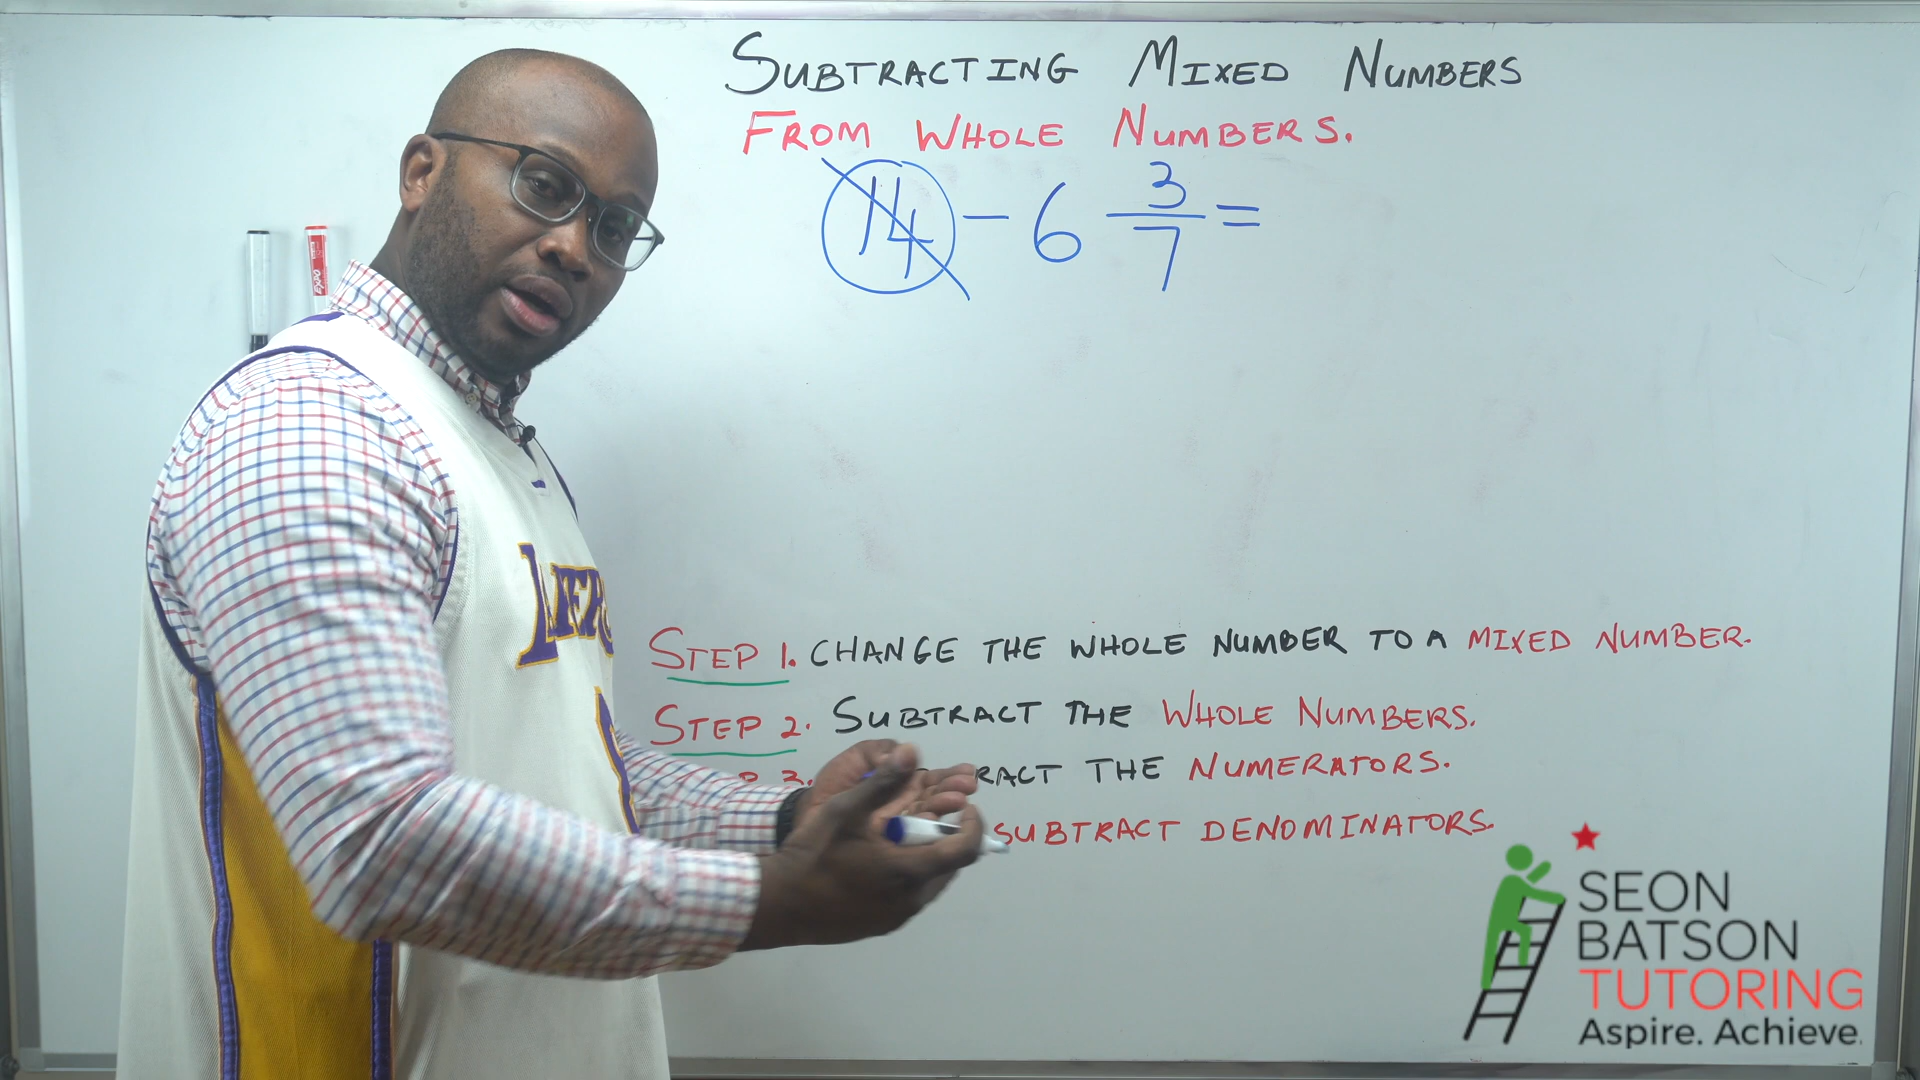 SUBTRACTING MIXED NUMBERS
FROM WHOLE NUMBERS.
14 - 6 3/7 =
STEP 1. CHANGE THE WHOLE NUMBER TO A MIXED NUMBER.
STEP 2. SUBTRACT THE WHOLE NUMBERS.
3. THE NUMERATORS.
SUBTRACT DENOMINATORS.
SEON
BATSON
TUTORING
Aspire. Achieve.